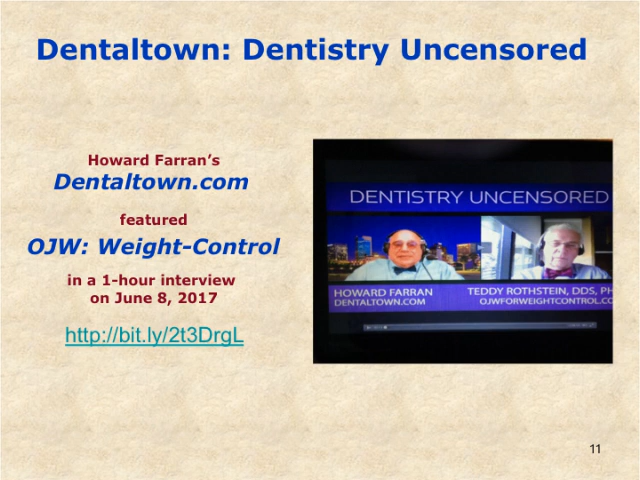 Dentaltown: Dentistry Uncensored
Howard Farran’s
Dentaltown.com
featured
OJW: Weight-Control
in a 1-hour interview
on June 8, 2017
http://bit.ly/2t3DrgL
DENTISTRY UNCENSORED
HOWARD FARRAN
DENTALTOWN.COM
TEDDY ROTHSTEIN, DDS, PH
OJWFORWEIGHTCONTROL.CO
11